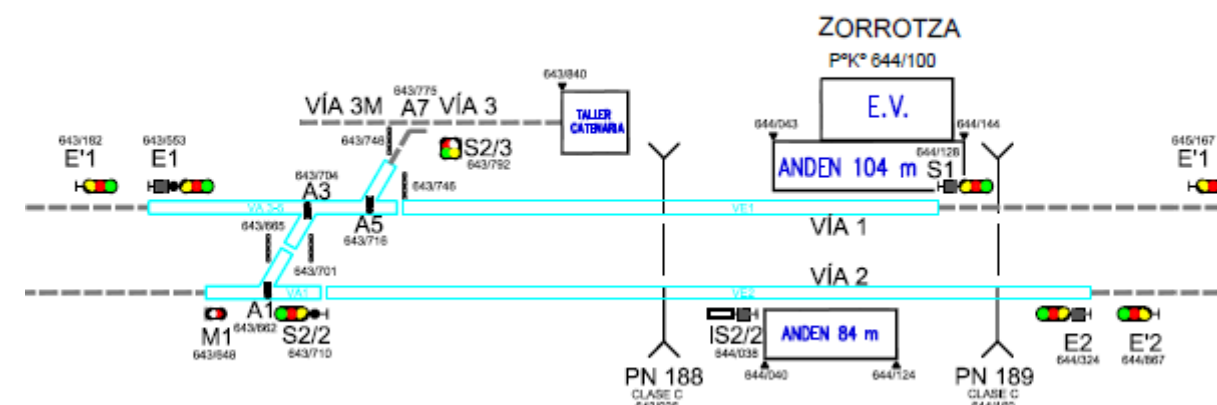 ZORROTZA
PºKº 644/100
643/840
643/775
VÍA 3M A7 VÍA 3
TALLER
CATENARIA
E.V.
643/182
E'1
643/553
E1
643/748
S2/3
643/792
644/043
644/144
644/128
S1
ANDEN 104 m
645/167
E'1
643/704
A3
643/746
VE1
A5
643/716
643/665
VÍA 1
643/701
VÍA 2
VA1
VE2
A1
643/662
M1
643/648
S2/2
643/710
IS2/2
644/038
ANDEN 84 m
E2
644/324
E'2
644/867
644/040
644/124
PN 188
CLASE C
PN 189
CLASE C